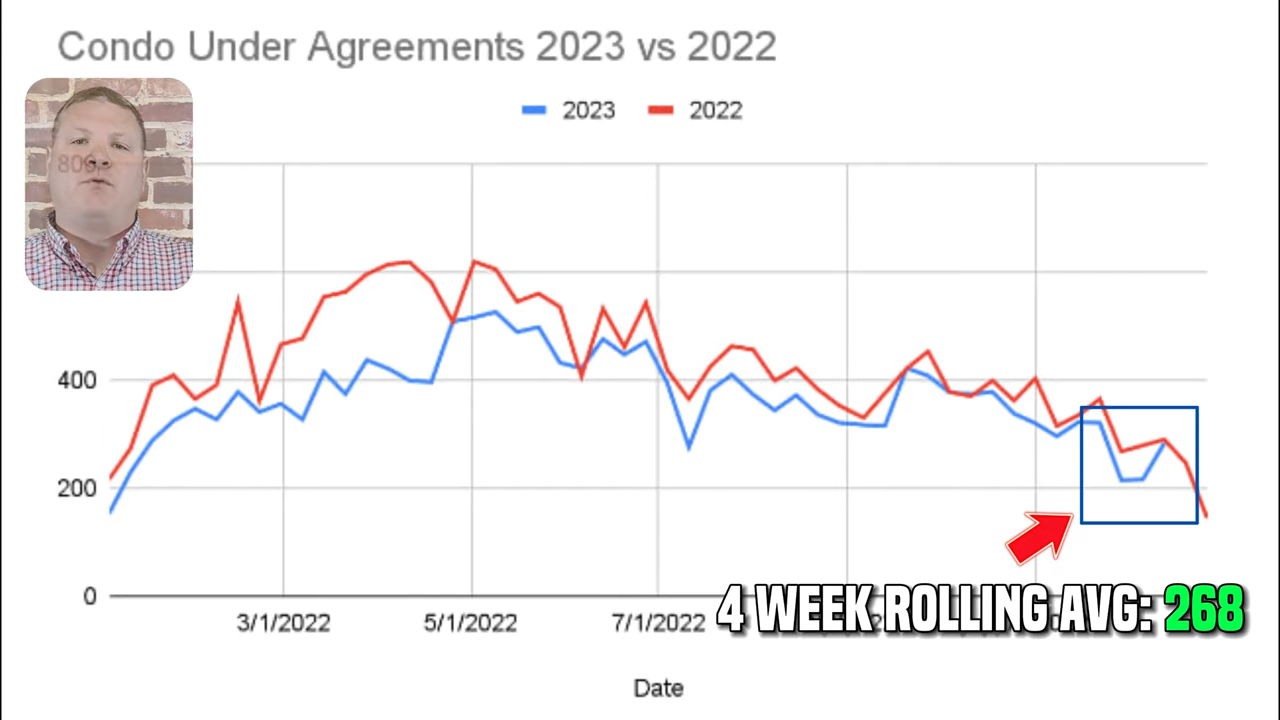 Condo Under Agreements 2023 vs 2022
2023 2022
400
200
0
3/1/2022 5/1/2022 7/1/2022
4 WEEK ROLLING AVG: 268
Date